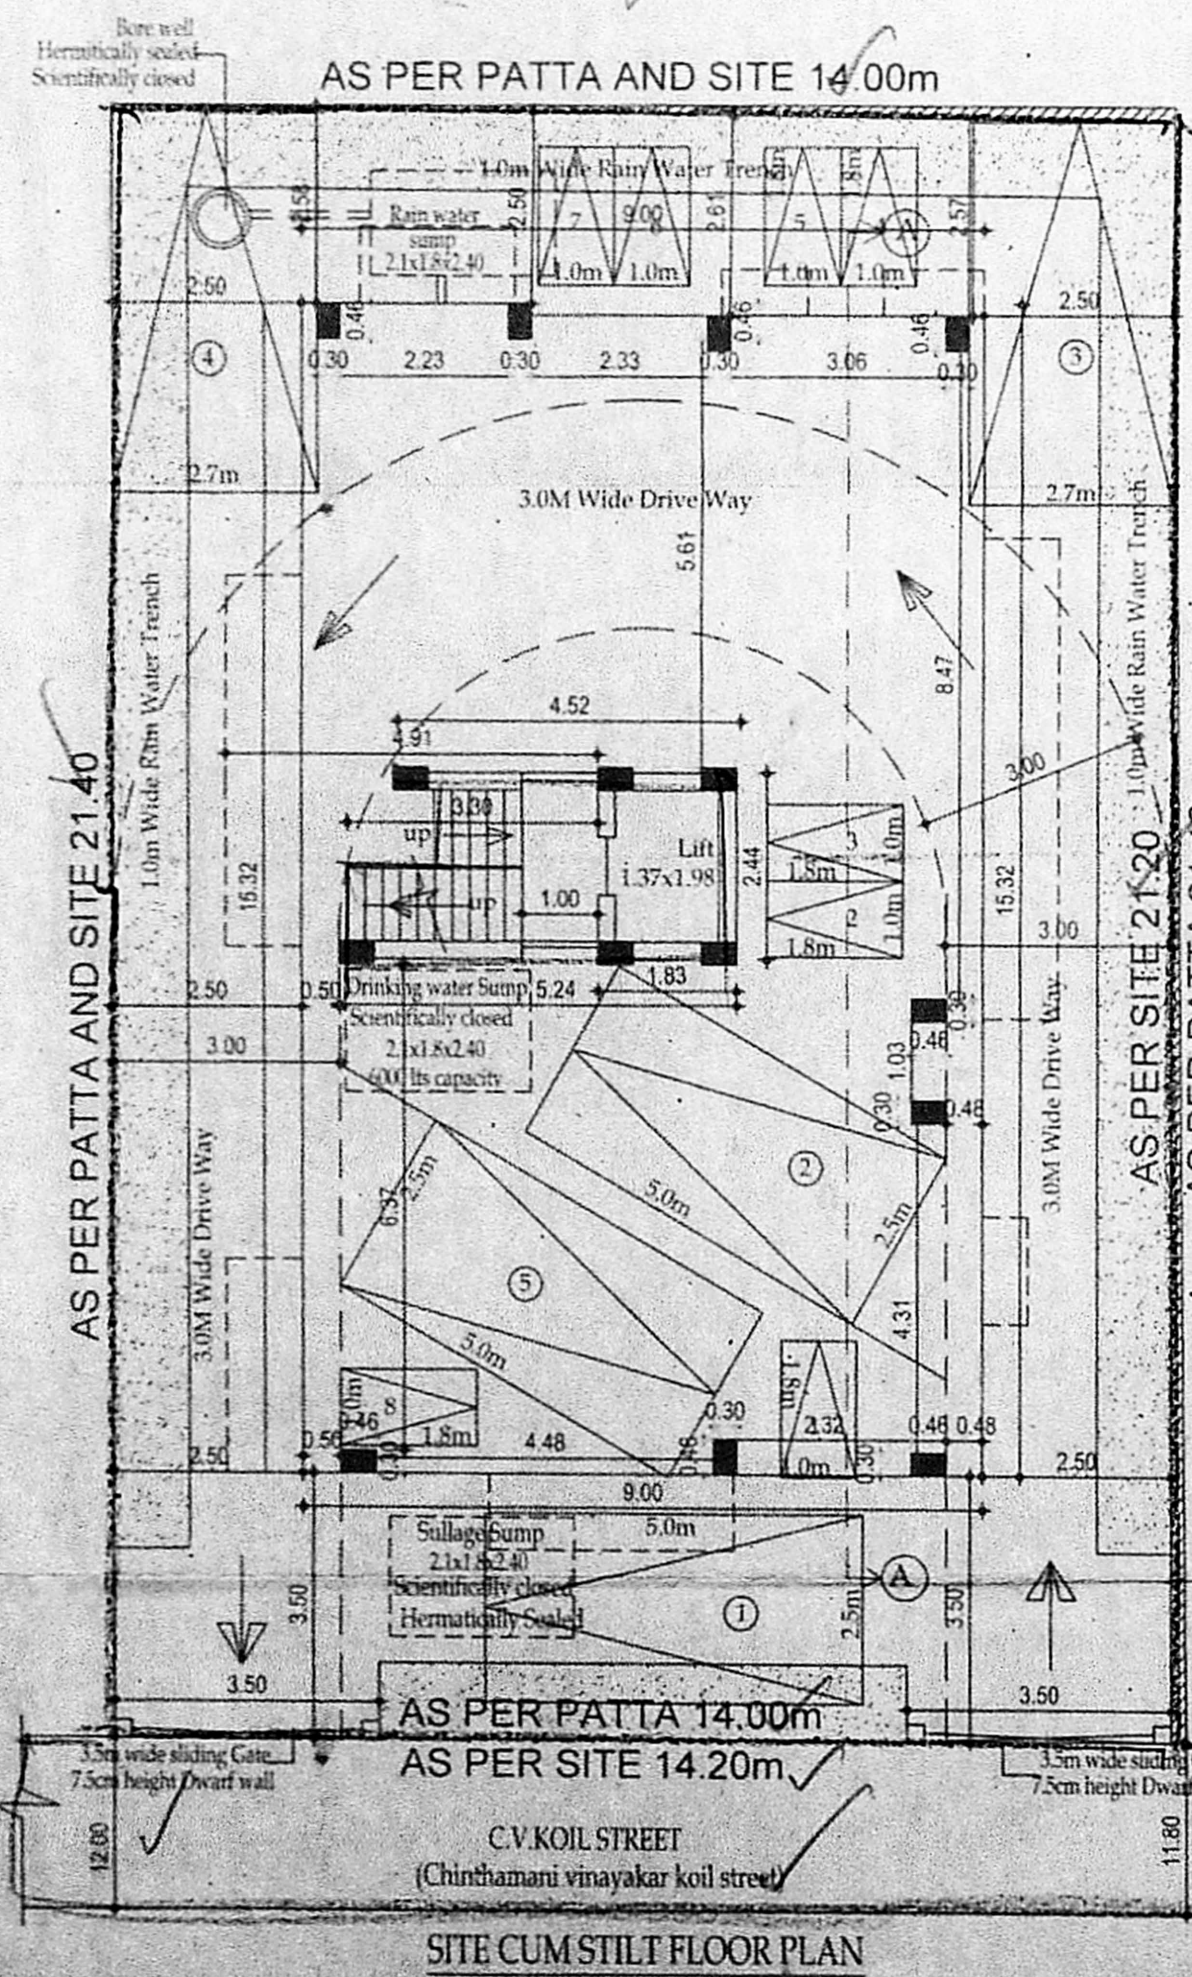 Bore well
Hermitically sealed
Scientifically closed
AS PER PATTA AND SITE 14.00m
1.0m Wide Rain Water Trench
2.50
2.61
2.57
Rain water
sump
2.1x1.8x2.40
7
9.00
5
A
1.0m
1.0m
1.0m
1.0m
2.50
2.50
0.46
0.46
0.46
4
3
0.30
2.23
0.30
2.33
0.30
3.06
0.30
2.7m
2.7m
3.0M Wide Drive Way
5.61
1.0m Wide Rain Water Trench
1.0m Wide Rain Water Trench
8.47
4.52
4.91
3.00
AS PER PATTA AND SITE 21.40
AS PER SITE 21.20
3.30
up
Lift
1.37x1.98
2.44
3
1.0m
1.8m
15.32
15.32
up
1.00
2
1.0m
1.8m
3.00
2.50
0.50
Drinking water Sump
5.24
1.83
Scientifically closed
2.1x1.8x2.40
6000 lts capacity
3.00
0.30
0.46
1.03
0.30
0.48
3.0M Wide Drive Way
3.0M Wide Drive Way
2
5.0m
2.5m
2.5m
6.37
5
5.0m
4.31
1.8m
8
0.46
1.8m
4.48
0.30
2.32
0.46
0.48
2.50
0.30
1.0m
0.30
2.50
9.00
Sullage Sump
5.0m
2.1x1.8x2.40
Scientifically closed
Hermatically Sealed
A
1
2.5m
3.50
3.50
3.50
3.50
AS PER PATTA 14.00m
AS PER SITE 14.20m
3.5m wide sliding Gate
7.5cm height Dwarf wall
3.5m wide sliding
7.5cm height
12.00
11.80
C.V.KOIL STREET
(Chinthamani vinayakar koil street)
SITE CUM STILT FLOOR PLAN